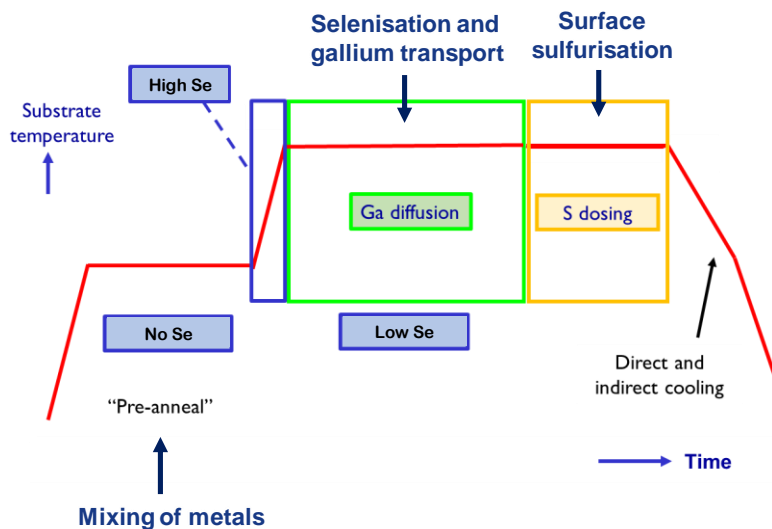 Selenisation and
gallium transport
Surface
sulfurisation
High Se
Substrate
temperature
Ga diffusion
S dosing
No Se
Low Se
Direct and
indirect cooling
“Pre-anneal”
Time
Mixing of metals